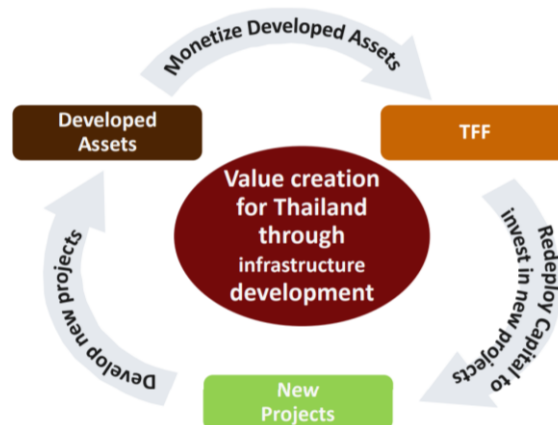 Monetize Developed Assets
Developed
Assets
TFF
Value creation
for Thailand
through
infrastructure
development
Redeploy Capital to
invest in new projects
Develop new projects
New
Projects